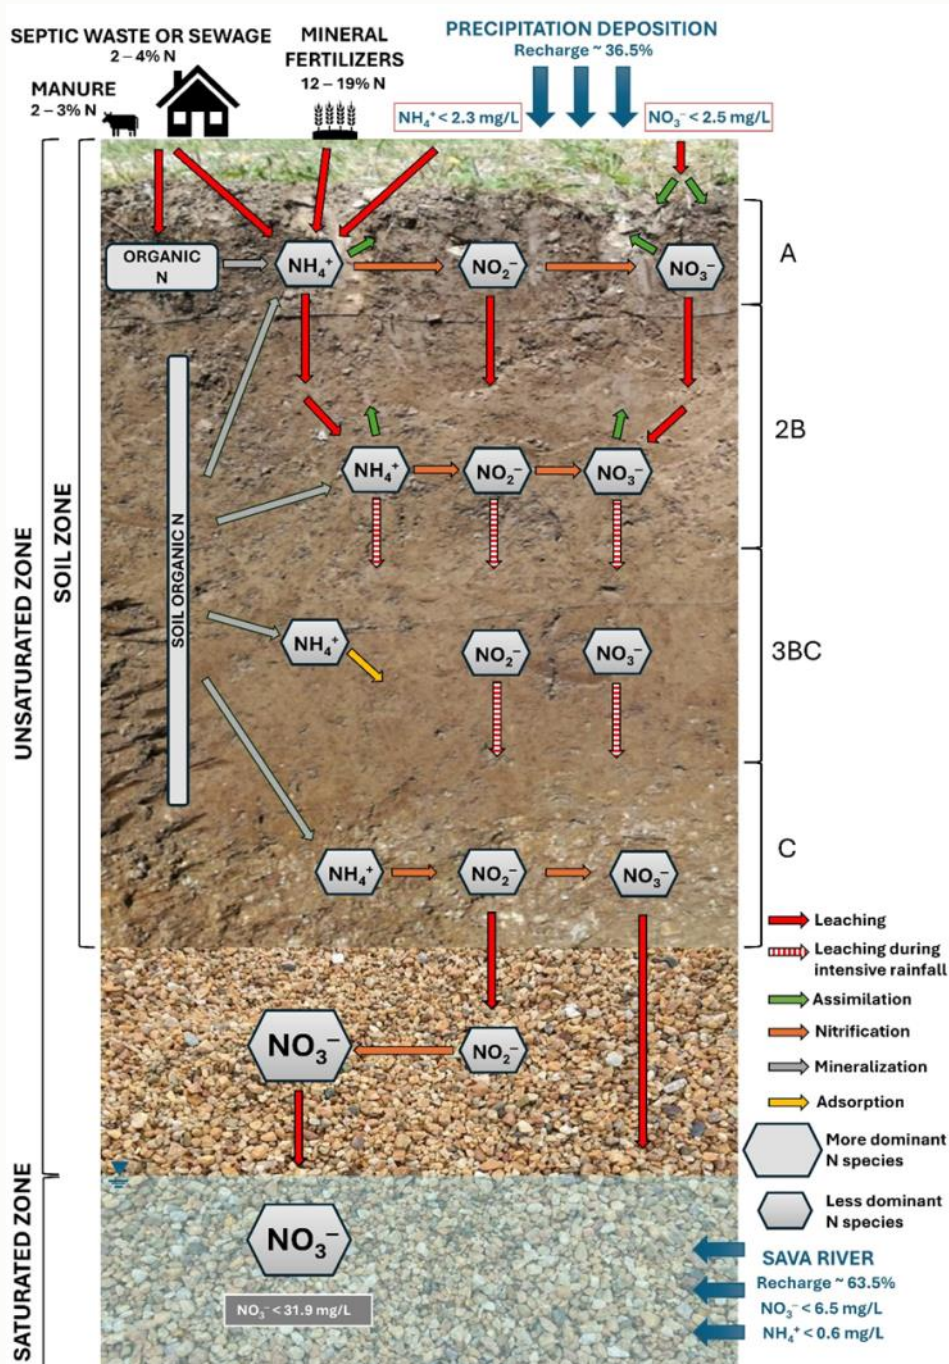 SEPTIC WASTE OR SEWAGE
2 – 4% N
MANURE
2 – 3% N
MINERAL
FERTILIZERS
12 – 19% N
PRECIPITATION DEPOSITION
Recharge ~ 36.5%
NH₄⁺ < 2.3 mg/L
NO₃⁻ < 2.5 mg/L
UNSATURATED ZONE
SOIL ZONE
ORGANIC
N
NH₄⁺
NO₂⁻
NO₃⁻
A
SOIL ORGANIC N
NH₄⁺
NO₂⁻
NO₃⁻
2B
NH₄⁺
NO₂⁻
NO₃⁻
3BC
NH₄⁺
NO₂⁻
NO₃⁻
C
NO₃⁻
NO₂⁻
Leaching
Leaching during
intensive rainfall
Assimilation
Nitrification
Mineralization
Adsorption
More dominant
N species
Less dominant
N species
SATURATED ZONE
NO₃⁻
NO₃⁻ < 31.9 mg/L
SAVA RIVER
Recharge ~ 63.5%
NO₃⁻ < 6.5 mg/L
NH₄⁺ < 0.6 mg/L